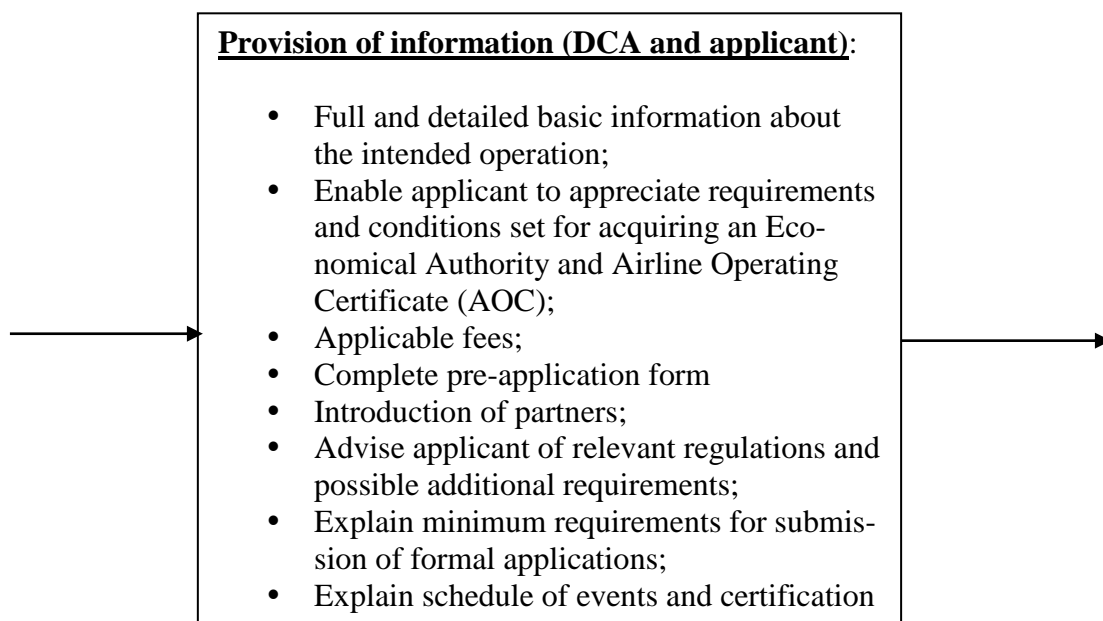 Provision of information (DCA and applicant):
• Full and detailed basic information about
the intended operation;
• Enable applicant to appreciate requirements
and conditions set for acquiring an Eco-
nomical Authority and Airline Operating
Certificate (AOC);
• Applicable fees;
• Complete pre-application form
• Introduction of partners;
• Advise applicant of relevant regulations and
possible additional requirements;
• Explain minimum requirements for submis-
sion of formal applications;
• Explain schedule of events and certification